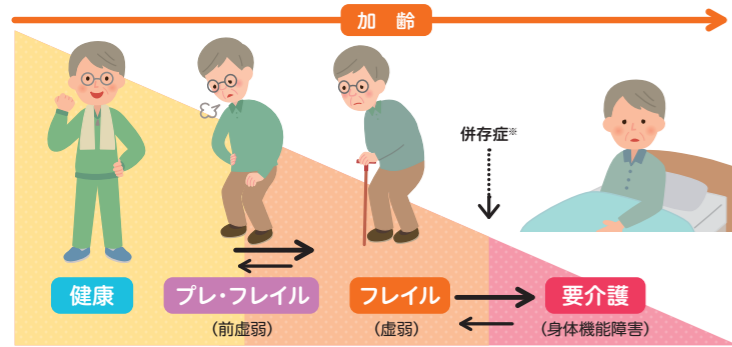 加　齢
併存症※
健康
プレ・フレイル
フレイル
要介護
（前虚弱）
（虚弱）
（身体機能障害）